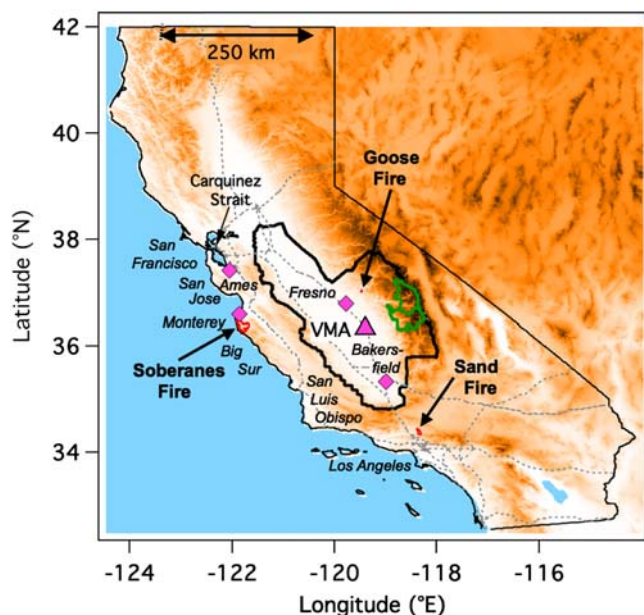 42
40
38
36
34
Latitude (°N)
250 km
Goose
Fire
Carquinez
Strait
San
Francisco
San
Jose
Ames
Fresno
Monterey
VMA
Bakers-
field
Soberanes
Fire
Big
Sur
San
Luis
Obispo
Sand
Fire
Los Angeles
-124
-122
-120
-118
-116
Longitude (°E)